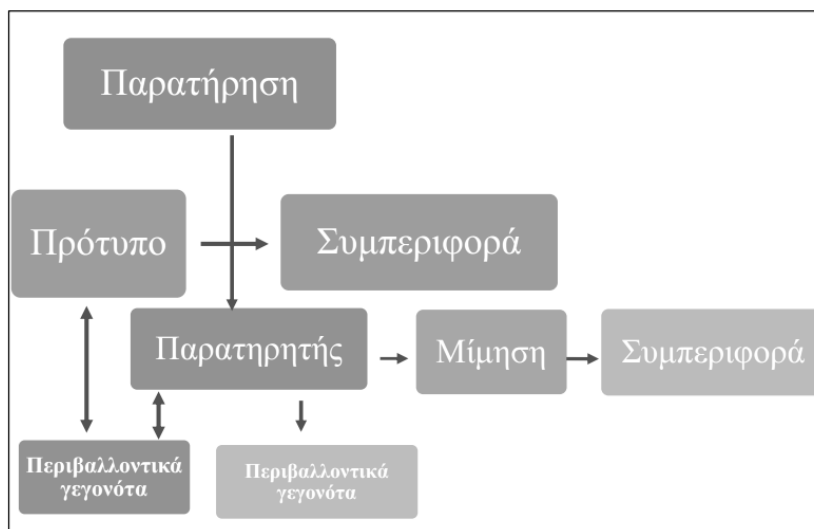 Παρατήρηση
Πρότυπο
Συμπεριφορά
Παρατηρητής
Μίμηση
Συμπεριφορά
Περιβαλλοντικά
γεγονότα
Περιβαλλοντικά
γεγονότα